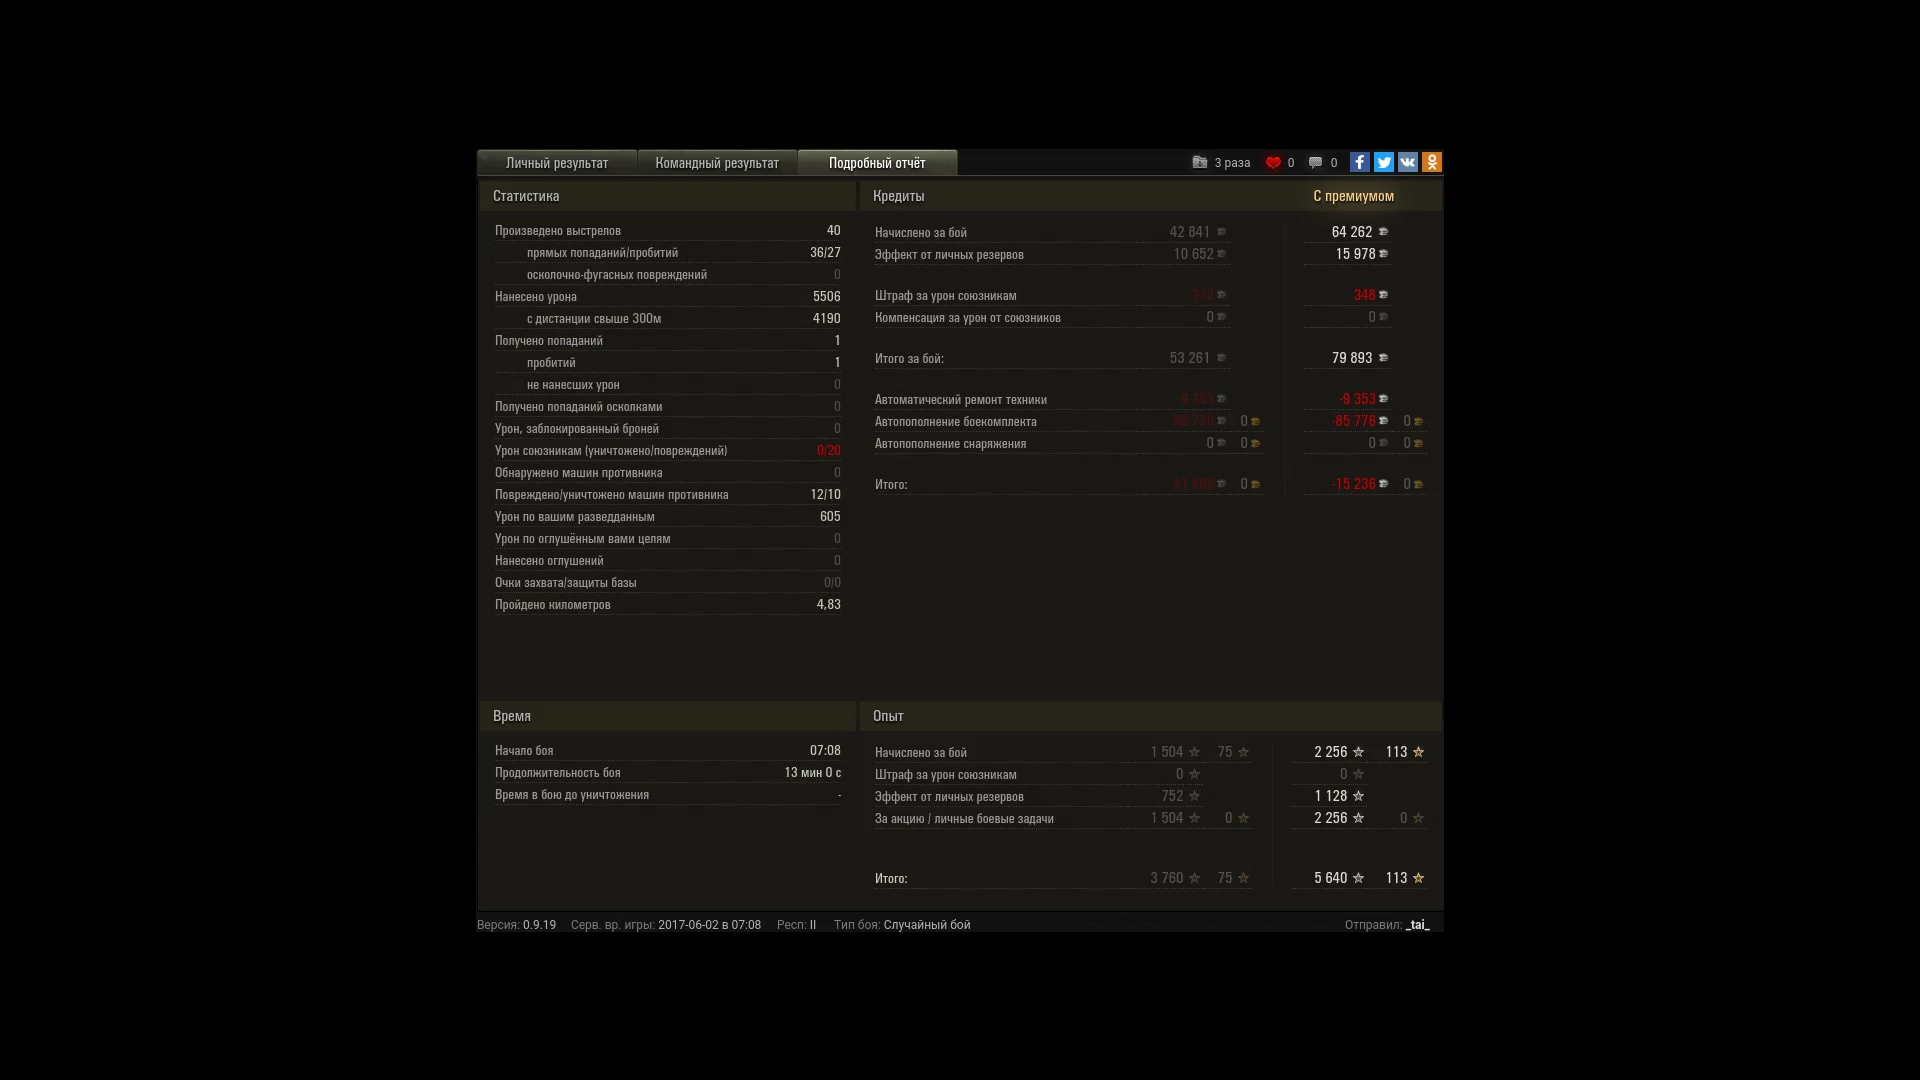 Личный результат Командный результат Подробный отчёт 3 раза 0 0
Статистика
Произведено выстрелов 40
прямых попаданий/пробитий 36/27
осколочно-фугасных повреждений 0
Нанесено урона 5506
с дистанции свыше 300м 4190
Получено попаданий 1
пробитий 1
не нанесших урон 0
Получено попаданий осколками 0
Урон, заблокированный броней 0
Урон союзникам (уничтожено/повреждений) 0/20
Обнаружено машин противника 0
Повреждено/уничтожено машин противника 12/10
Урон по вашим разведданным 605
Урон по оглушённым вами целям 0
Нанесено оглушений 0
Очки захвата/защиты базы 0/0
Пройдено километров 4,83
Кредиты С премиумом
Начислено за бой 42 841 64 262
Эффект от личных резервов 10 652 15 978
Штраф за урон союзникам -232 348
Компенсация за урон от союзников 0 0
Итого за бой: 53 261 79 893
Автоматический ремонт техники -9 353 -9 353
Автопополнение боекомплекта 0 -85 776 0
Автопополнение снаряжения 0 0 0 0
Итого: 0 -15 236 0
Время
Начало боя 07:08
Продолжительность боя 13 мин 0 с
Время в бою до уничтожения -
Опыт
Начислено за бой 1 504 75 2 256 113
Штраф за урон союзникам 0 0
Эффект от личных резервов 752 1 128
За акцию / личные боевые задачи 1 504 0 2 256 0
Итого: 3 760 75 5 640 113
Версия: 0.9.19 Серв. вр. игры: 2017-06-02 в 07:08 Респ: II Тип боя: Случайный бой Отправил: _tai_